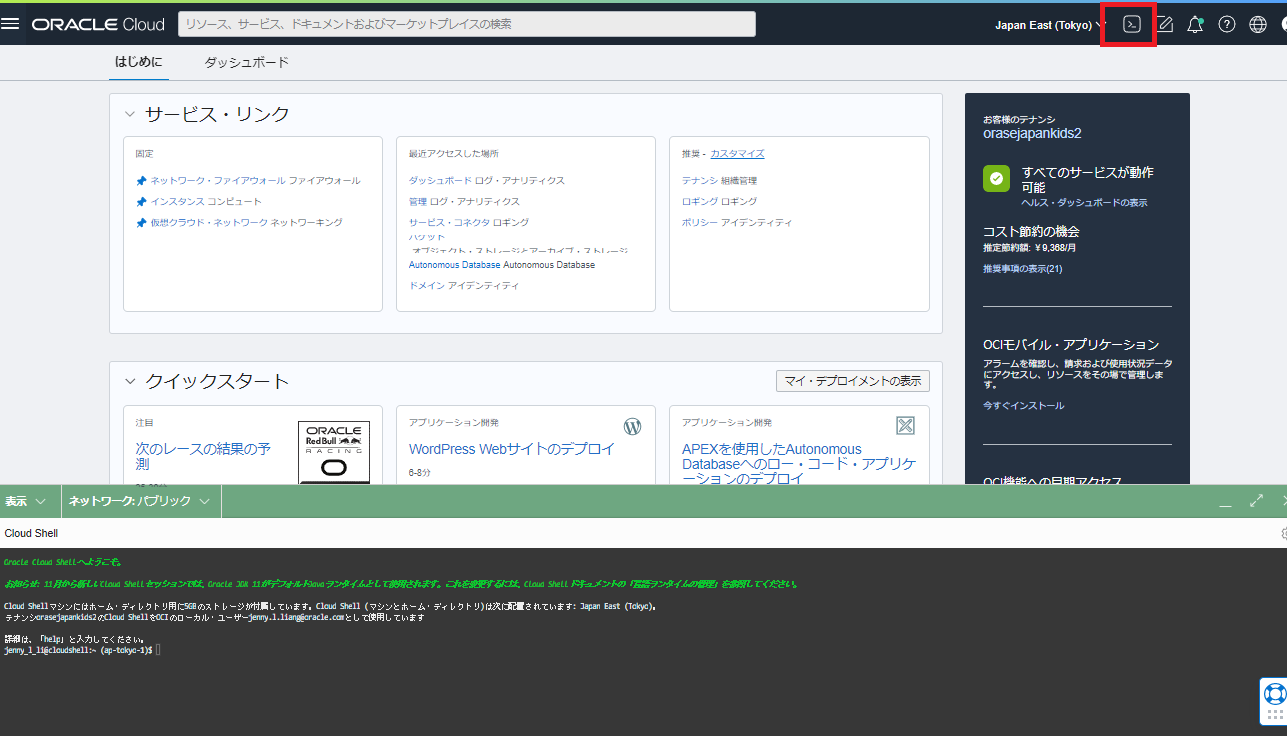 ORACLE Cloud
リソース、サービス、ドキュメントおよびマーケットプレイスの検索
Japan East (Tokyo)
はじめに
ダッシュボード
サービス・リンク
固定
ネットワーク・ファイアウォール ファイアウォール
インスタンス コンピュート
仮想クラウド・ネットワーク ネットワーキング
最近アクセスした場所
ダッシュボード ログ・アナリティクス
管理 ログ・アナリティクス
サービス・コネクタ ロギング
バケット
オブジェクト・ストレージとアーカイブ・ストレージ
Autonomous Database Autonomous Database
ドメイン アイデンティティ
推奨 - カスタマイズ
テナンシ 組織管理
ロギング ロギング
ポリシー アイデンティティ
お客様のテナンシ
orasejapankids2
すべてのサービスが動作
可能
ヘルス・ダッシュボードの表示
コスト節約の機会
推定節約額: ￥9,368/月
推奨事項の表示(21)
OCIモバイル・アプリケーション
アラームを確認し、請求および使用状況データ
にアクセスし、リソースをその場で管理しま
す。
今すぐインストール
OCI機能への早期アクセス
クイックスタート
マイ・デプロイメントの表示
注目
次のレースの結果の予
測
ORACLE
Red Bull
RACING
アプリケーション開発
WordPress Webサイトのデプロイ
6-8分
アプリケーション開発
APEXを使用したAutonomous
Databaseへのロー・コード・アプリケ
ーションのデプロイ
表示
ネットワーク: パブリック
Cloud Shell
Oracle Cloud Shellへようこそ。
お知らせ: 11月から新しいCloud Shellセッションでは、Oracle JDK 11がデフォルトJavaランタイムとして使用されます。これを変更するには、Cloud Shellドキュメントの「言語ランタイムの管理」を参照してください。
Cloud Shellマシンにはホーム・ディレクトリ用に5GBのストレージが付属しています。Cloud Shell (マシンとホーム・ディレクトリ)は次に配置されています: Japan East (Tokyo)。
テナンシorasejapankids2のCloud ShellをOCIのローカル・ユーザーjenny.l.liang@oracle.comとして使用しています
詳細は、「help」と入力してください。
jenny_l_li@cloudshell:~ (ap-tokyo-1)$